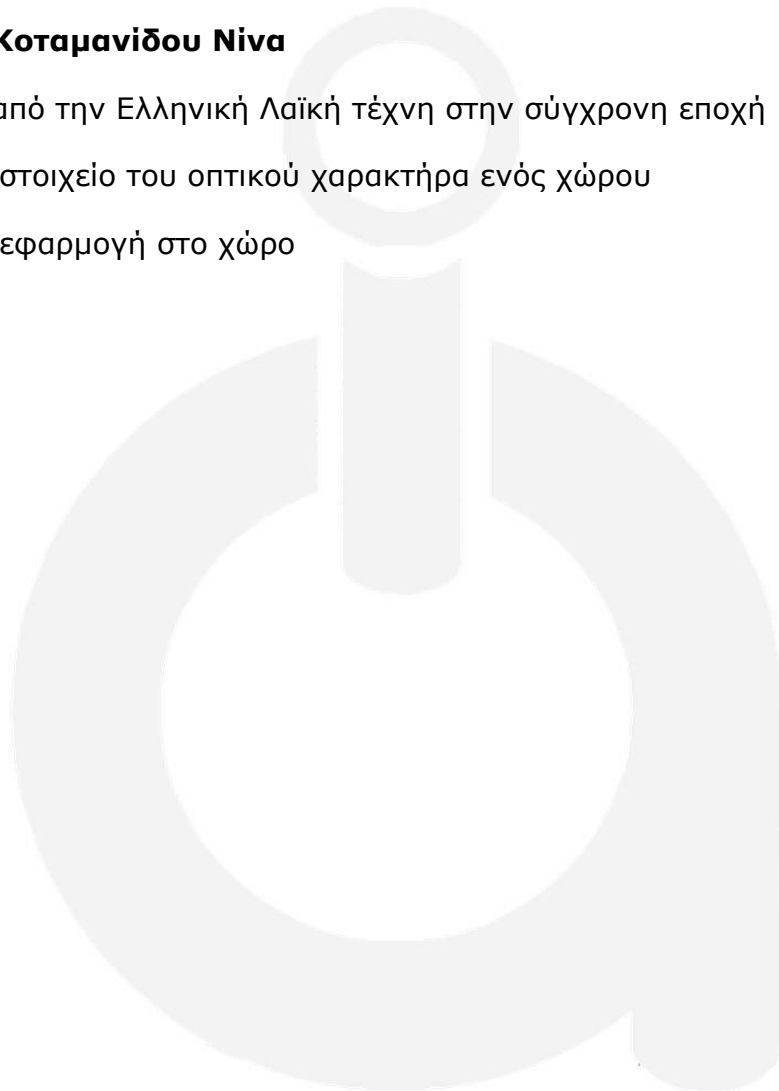 Κοταμανίδου Νίνα
από την Ελληνική Λαϊκή τέχνη στην σύγχρονη εποχή
στοιχείο του οπτικού χαρακτήρα ενός χώρου
εφαρμογή στο χώρο